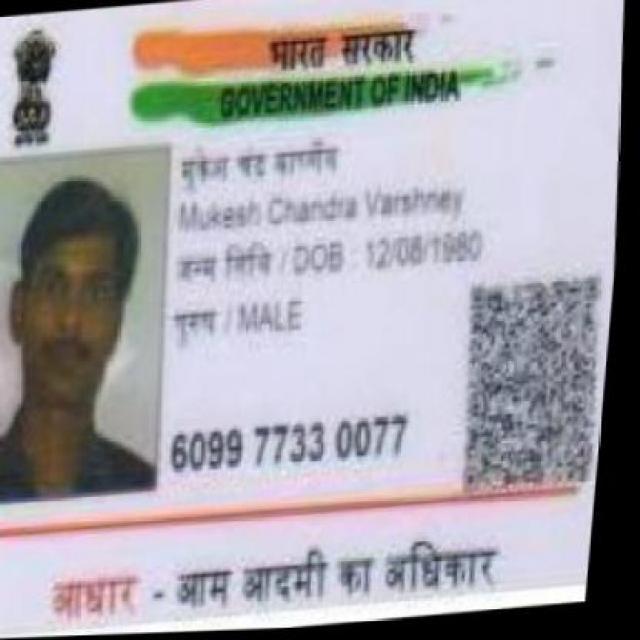 भारत सरकार
GOVERNMENT OF INDIA
मुकेश चंद वार्ष्णेय
Mukesh Chandra Varshney
जन्म तिथि / DOB : 12/08/1980
पुरुष / MALE
6099 7733 0077
आधार - आम आदमी का अधिकार